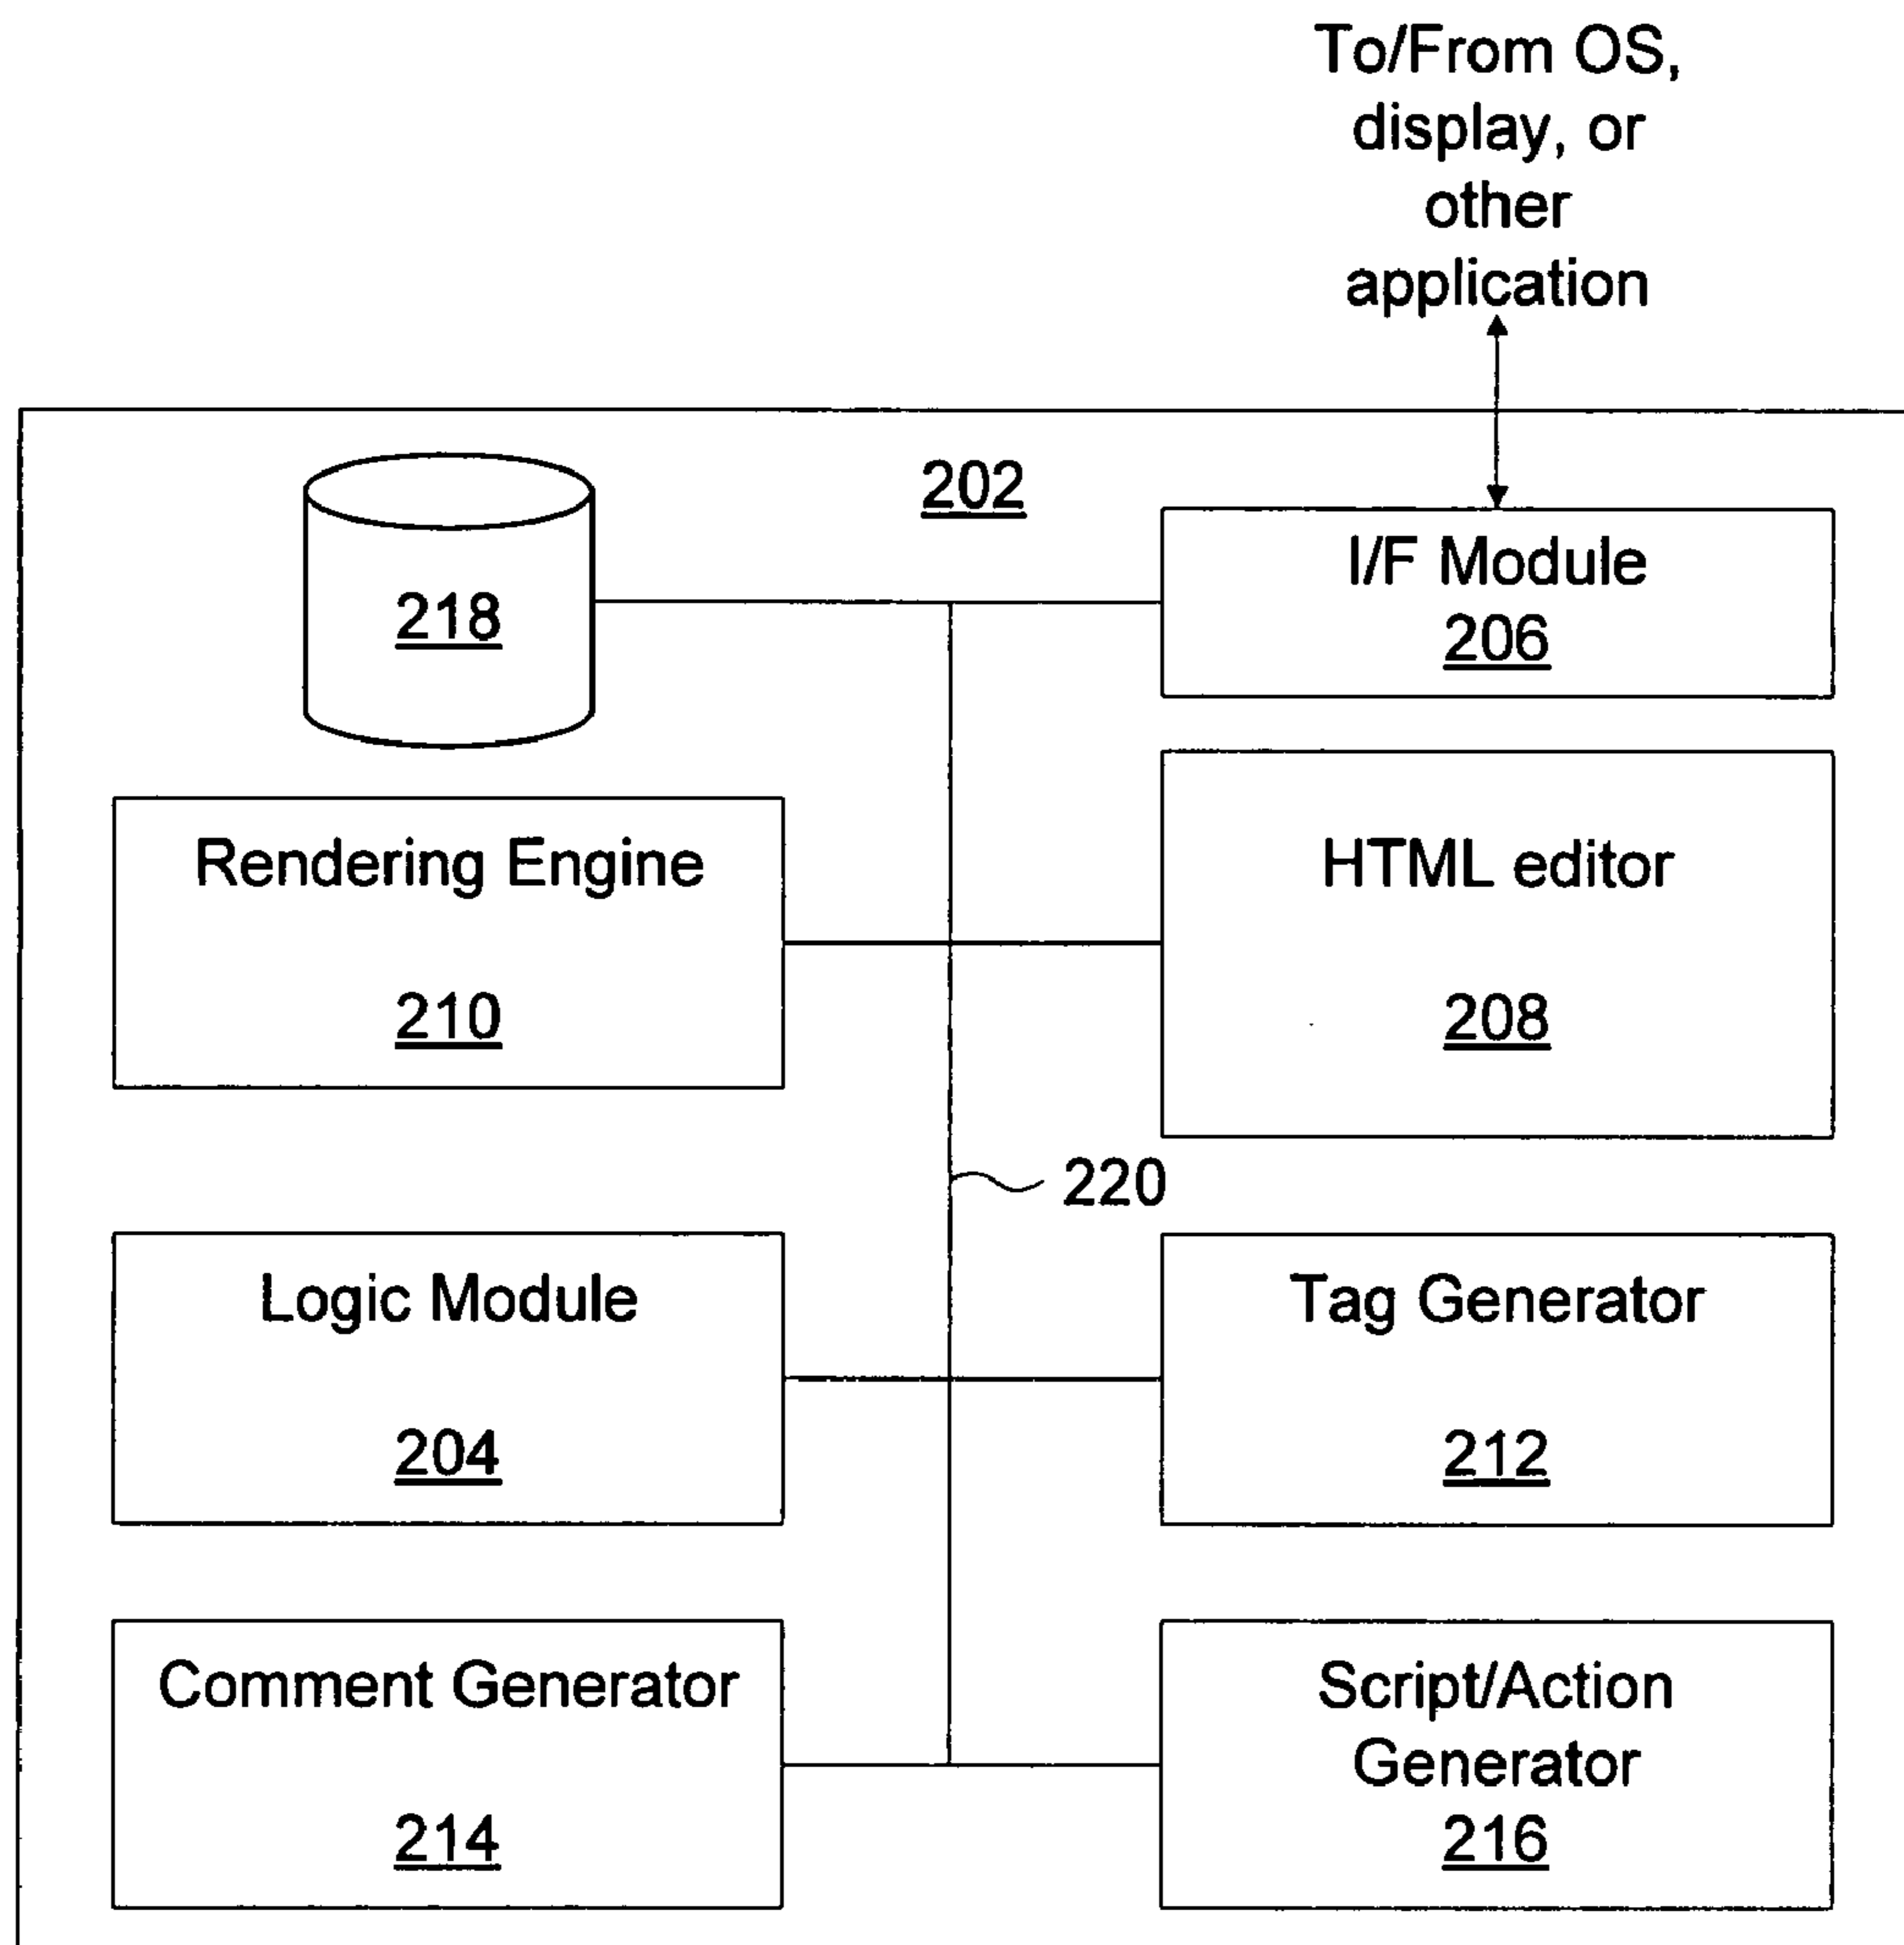 To/From OS,
display, or
other
application
202
218
I/F Module
206
Rendering Engine
210
HTML editor
208
220
Logic Module
204
Tag Generator
212
Comment Generator
214
Script/Action
Generator
216